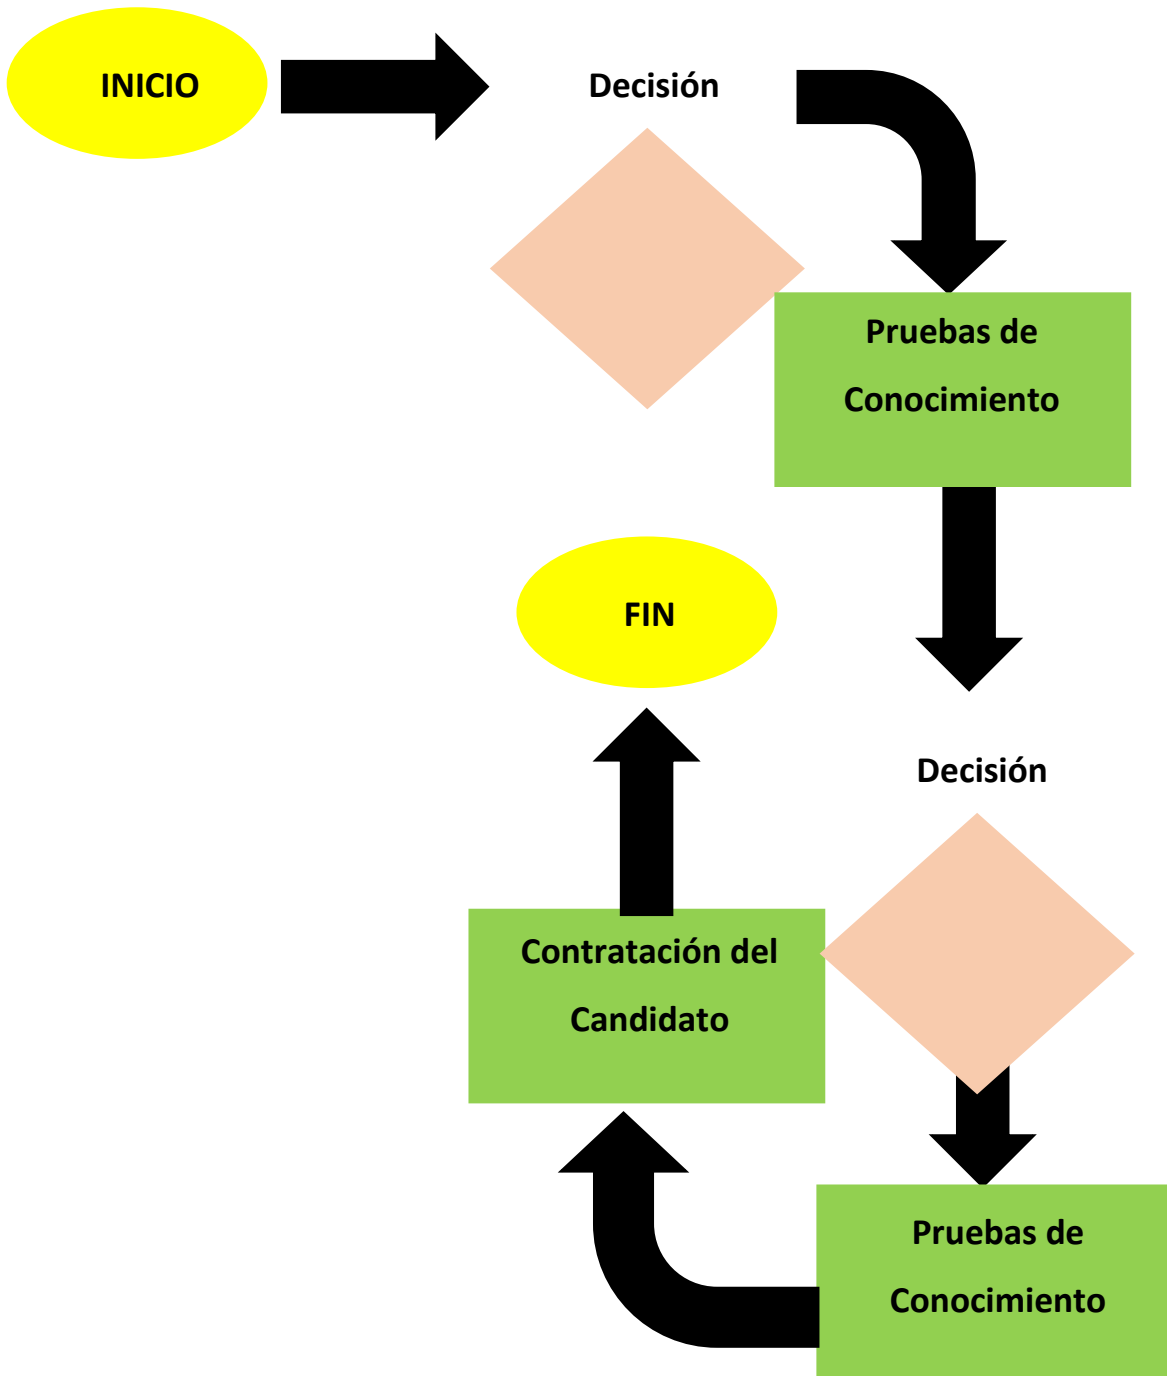 INICIO
Decisión
Pruebas de
Conocimiento
FIN
Decisión
Contratación del
Candidato
Pruebas de
Conocimiento